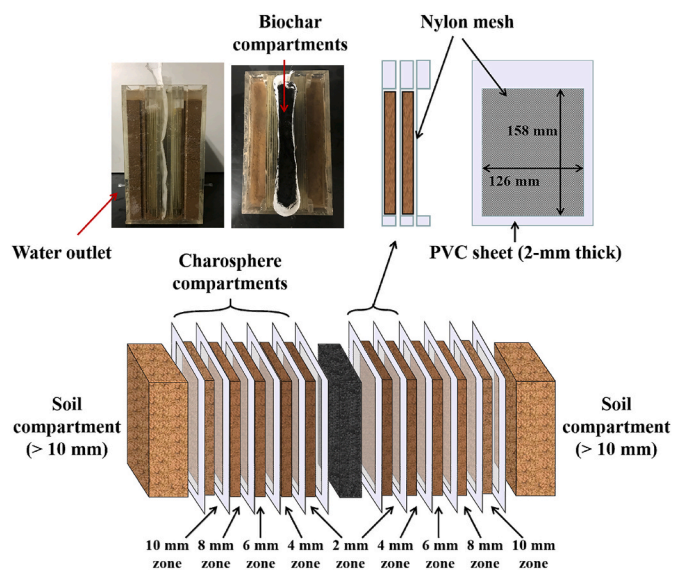 Biochar
compartments
Nylon mesh
158 mm
126 mm
Water outlet
PVC sheet (2-mm thick)
Charosphere
compartments
Soil
compartment
(> 10 mm)
Soil
compartment
(> 10 mm)
10 mm
zone
8 mm
zone
6 mm
zone
4 mm
zone
2 mm
zone
4 mm
zone
6 mm
zone
8 mm
zone
10 mm
zone